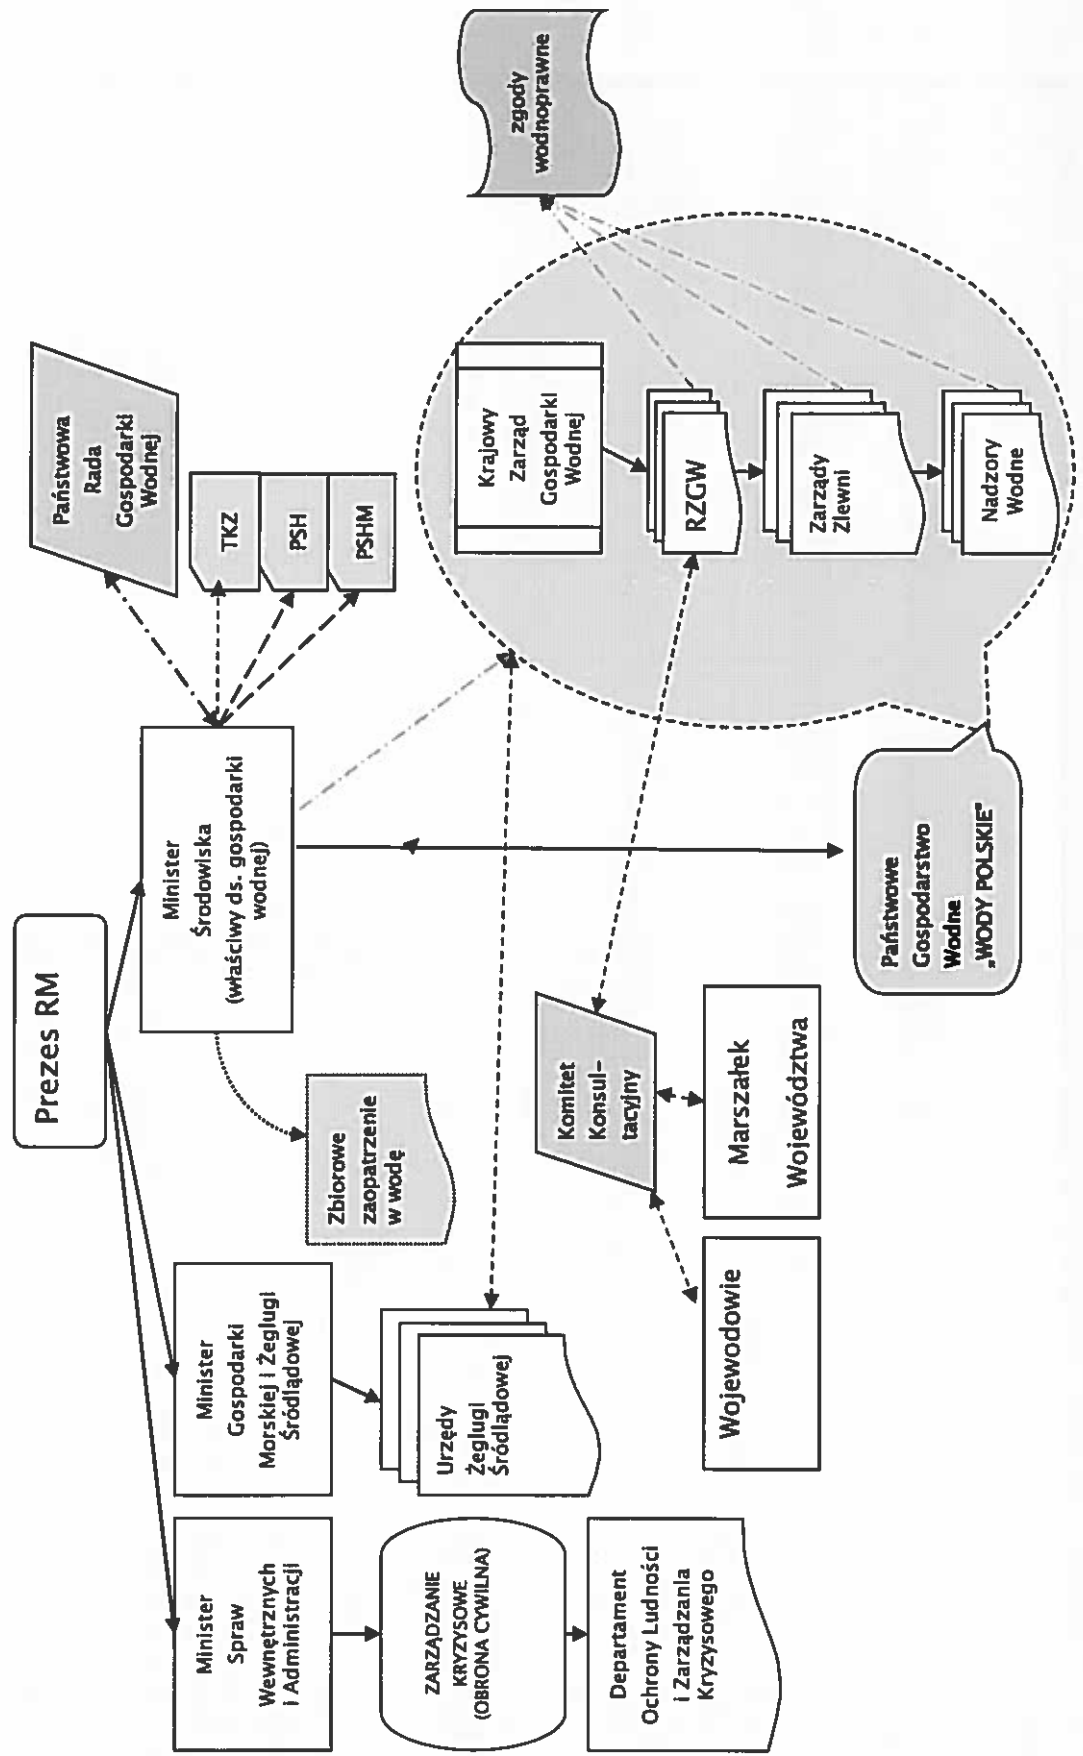 Prezes RM
Minister
Spraw
Wewnętrznych
i Administracji
Minister
Gospodarki
Morskiej i Żeglugi
Śródlądowej
Minister
Środowiska
(właściwy ds. gospodarki
wodnej)
Państwowa
Rada
Gospodarki
Wodnej
TKZ
PSH
PSHM
ZARZĄDZANIE
KRYZYSOWE
(OBRONA CYWILNA)
Departament
Ochrony Ludności
i Zarządzania
Kryzysowego
Urzędy
Żeglugi
Śródlądowej
Zbiorowe
zaopatrzenie
w wodę
Komitet
Konsul–
tacyjny
Wojewodowie
Marszałek
Województwa
Krajowy
Zarząd
Gospodarki
Wodnej
RZGW
Zarządy
Zlewni
Nadzory
Wodne
zgody
wodnoprawne
Państwowe
Gospodarstwo
Wodne
„WODY POLSKIE"